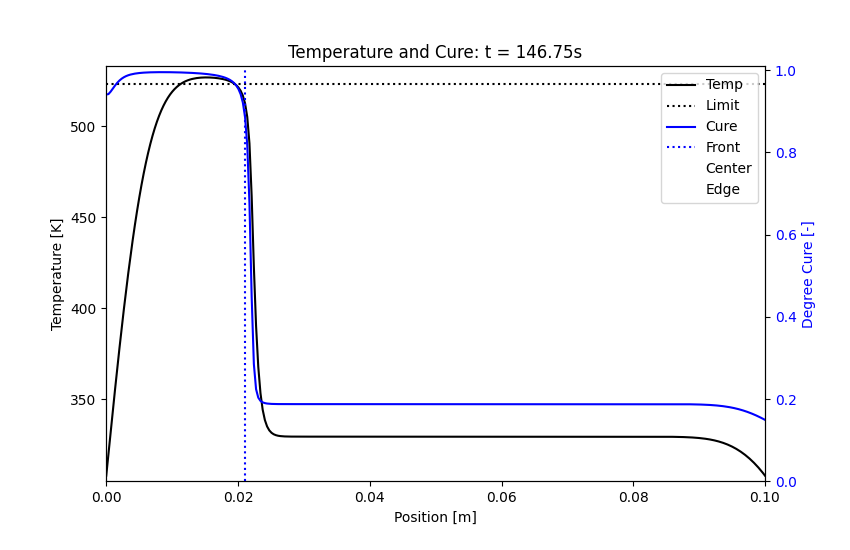 Temperature and Cure: t = 146.75s
Temp
Limit
Cure
Front
Center
Edge
500
450
400
350
Temperature [K]
1.0
0.8
0.6
0.4
0.2
0.0
Degree Cure [-]
0.00 0.02 0.04 0.06 0.08 0.10
Position [m]